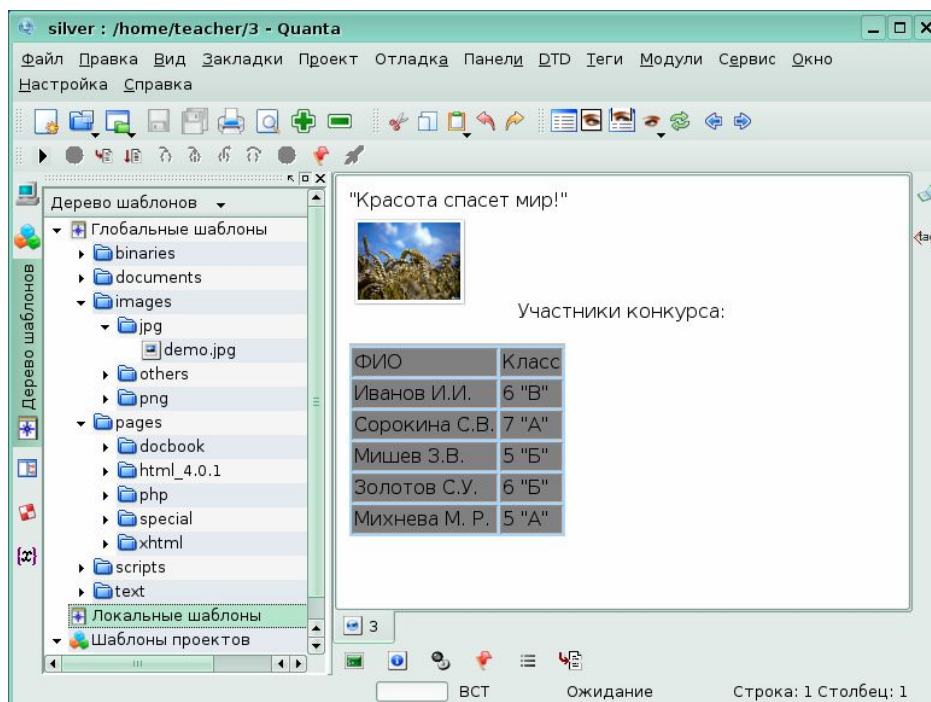 silver : /home/teacher/3 - Quanta
Файл Правка Вид Закладки Проект Отладка Панели DTD Теги Модули Сервис Окно
Настройка Справка
Дерево шаблонов
Дерево шаблонов
Глобальные шаблоны
binaries
documents
images
jpg
demo.jpg
others
png
pages
docbook
html_4.0.1
php
special
xhtml
scripts
text
Локальные шаблоны
Шаблоны проектов
"Красота спасет мир!"
Участники конкурса:
ФИО Класс
Иванов И.И. 6 "В"
Сорокина С.В. 7 "А"
Мишев З.В. 5 "Б"
Золотов С.У. 6 "Б"
Михнева М. Р. 5 "А"
{x}
3
ВСТ Ожидание Строка: 1 Столбец: 1